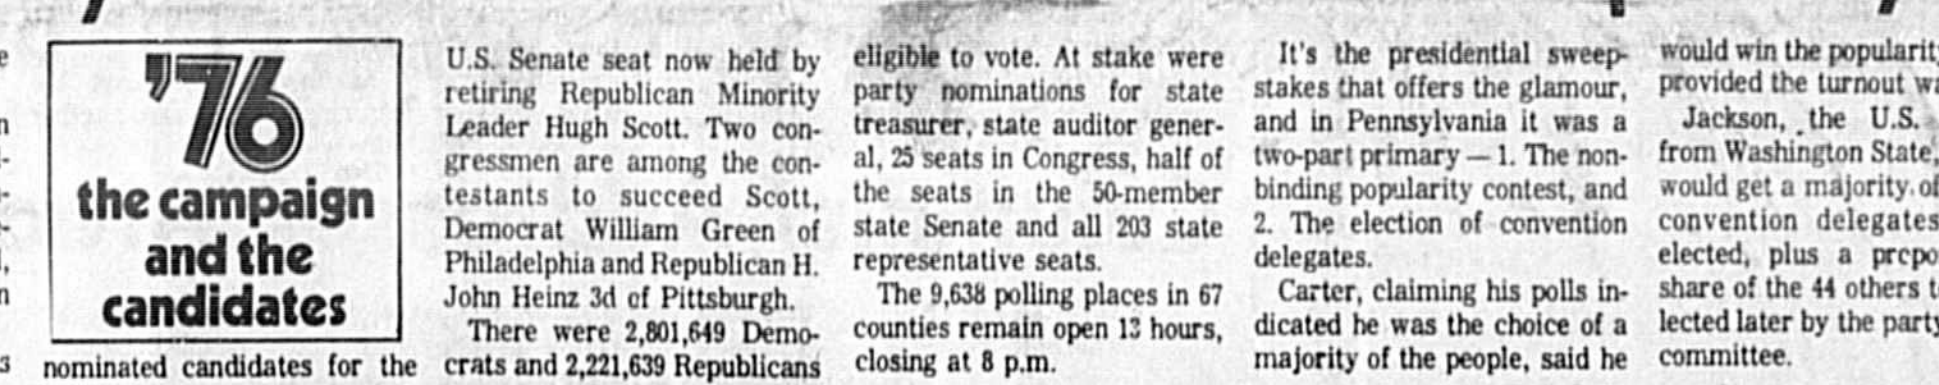 '76
the campaign
and the
candidates
nominated candidates for the
U.S. Senate seat now held by
retiring Republican Minority
Leader Hugh Scott. Two con-
gressmen are among the con-
testants to succeed Scott,
Democrat William Green of
Philadelphia and Republican H.
John Heinz 3d of Pittsburgh.
There were 2,801,649 Demo-
crats and 2,221,639 Republicans
eligible to vote. At stake were
party nominations for state
treasurer, state auditor gener-
al, 25 seats in Congress, half of
the seats in the 50-member
state Senate and all 203 state
representative seats.
The 9,638 polling places in 67
counties remain open 13 hours,
closing at 8 p.m.
It's the presidential sweep-
stakes that offers the glamour,
and in Pennsylvania it was a
two-part primary — 1. The non-
binding popularity contest, and
2. The election of convention
delegates.
Carter, claiming his polls in-
dicated he was the choice of a
majority of the people, said he
would win the popularity
provided the turnout
Jackson, the U.S.
from Washington State,
would get a majority of
convention delegates
elected, plus a
share of the 44 others
lected later by the party
committee.